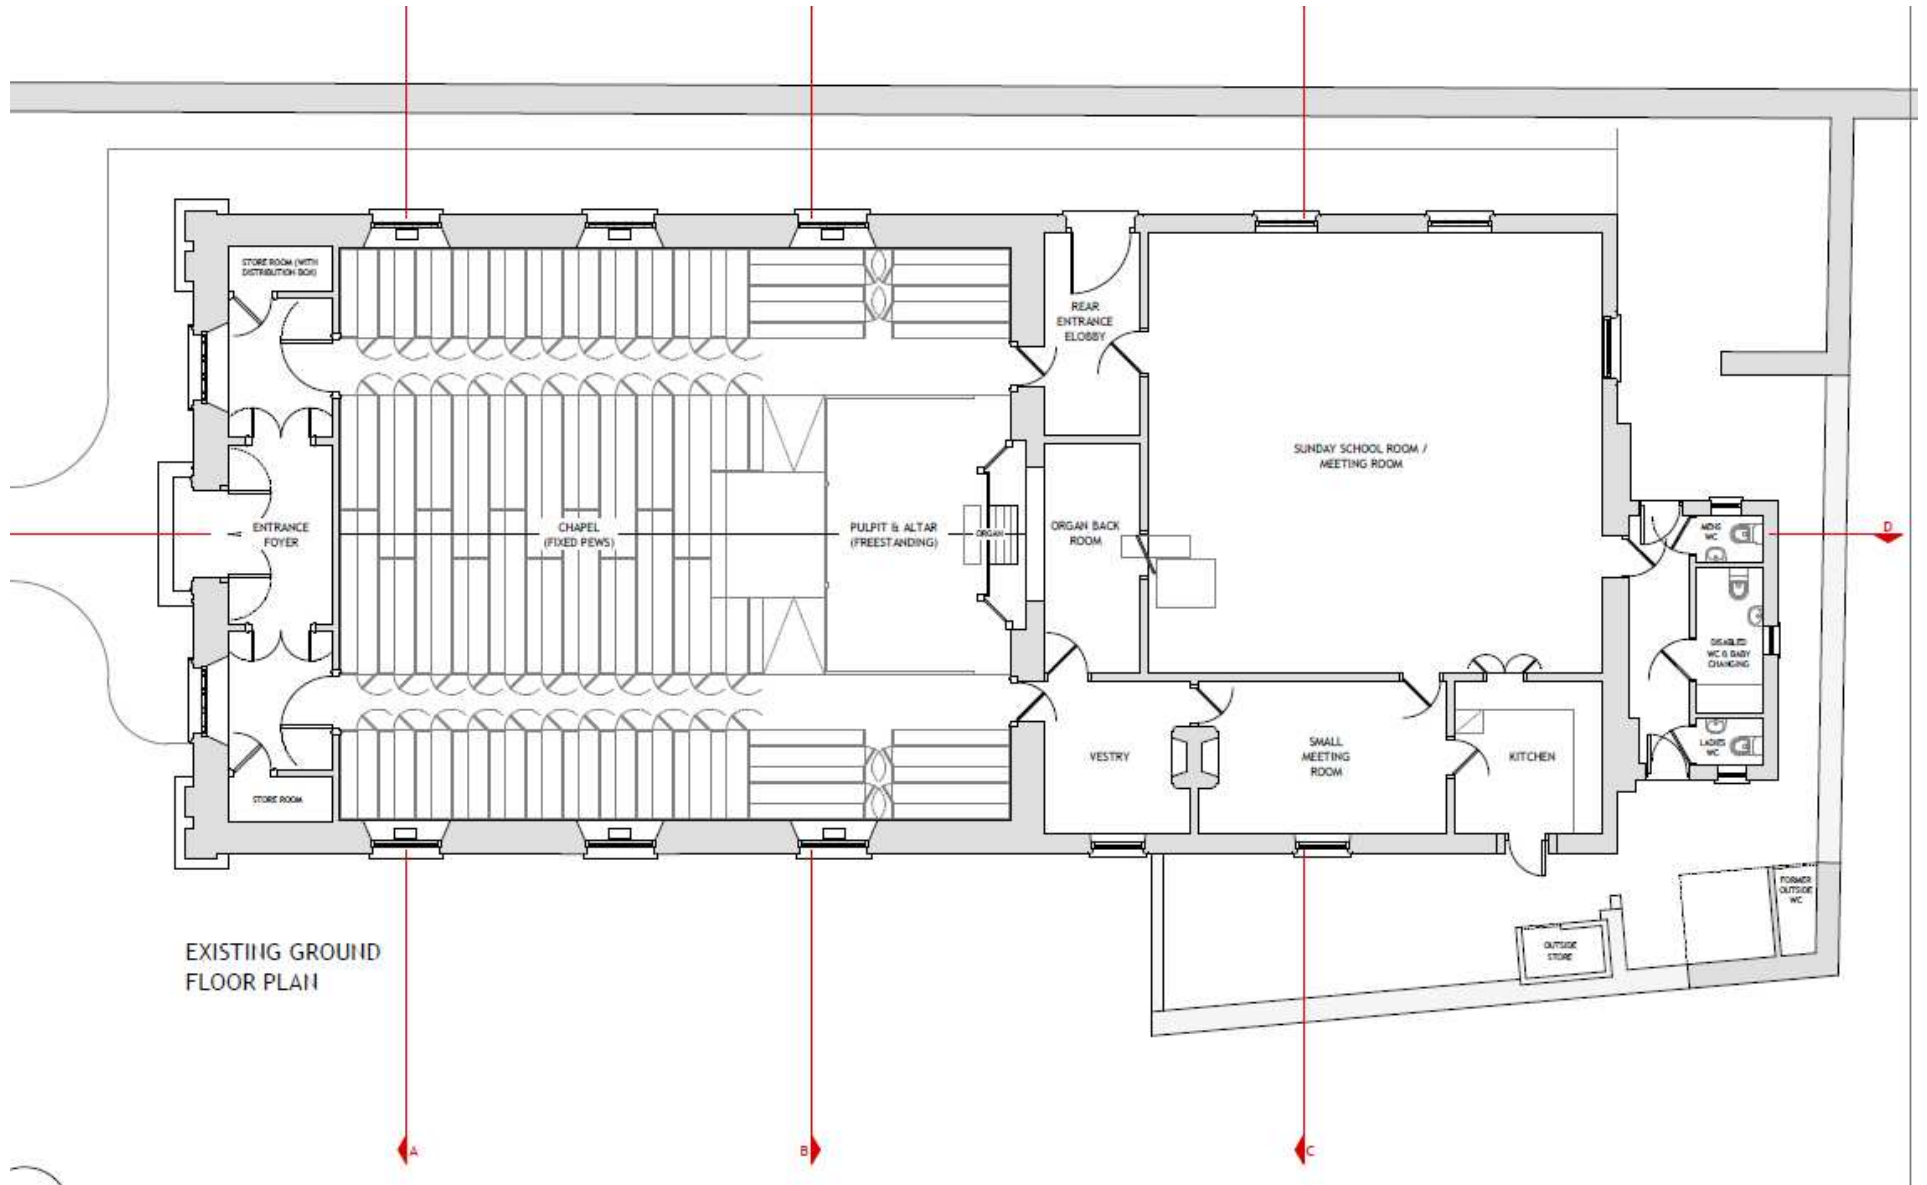 STORE ROOM (WITH
DISTRIBUTION BOX)
REAR
ENTRANCE
ELOBBY
SUNDAY SCHOOL ROOM /
MEETING ROOM
ENTRANCE
FOYER
CHAPEL
(FIXED PEWS)
PULPIT & ALTAR
(FREESTANDING)
ORGAN
ORGAN BACK
ROOM
MENS
WC
D
DISABLED
WC & BABY
CHANGING
LADIES
WC
VESTRY
SMALL
MEETING
ROOM
KITCHEN
STORE ROOM
FORMER
OUTSIDE
WC
OUTSIDE
STORE
EXISTING GROUND
FLOOR PLAN
A
B
C